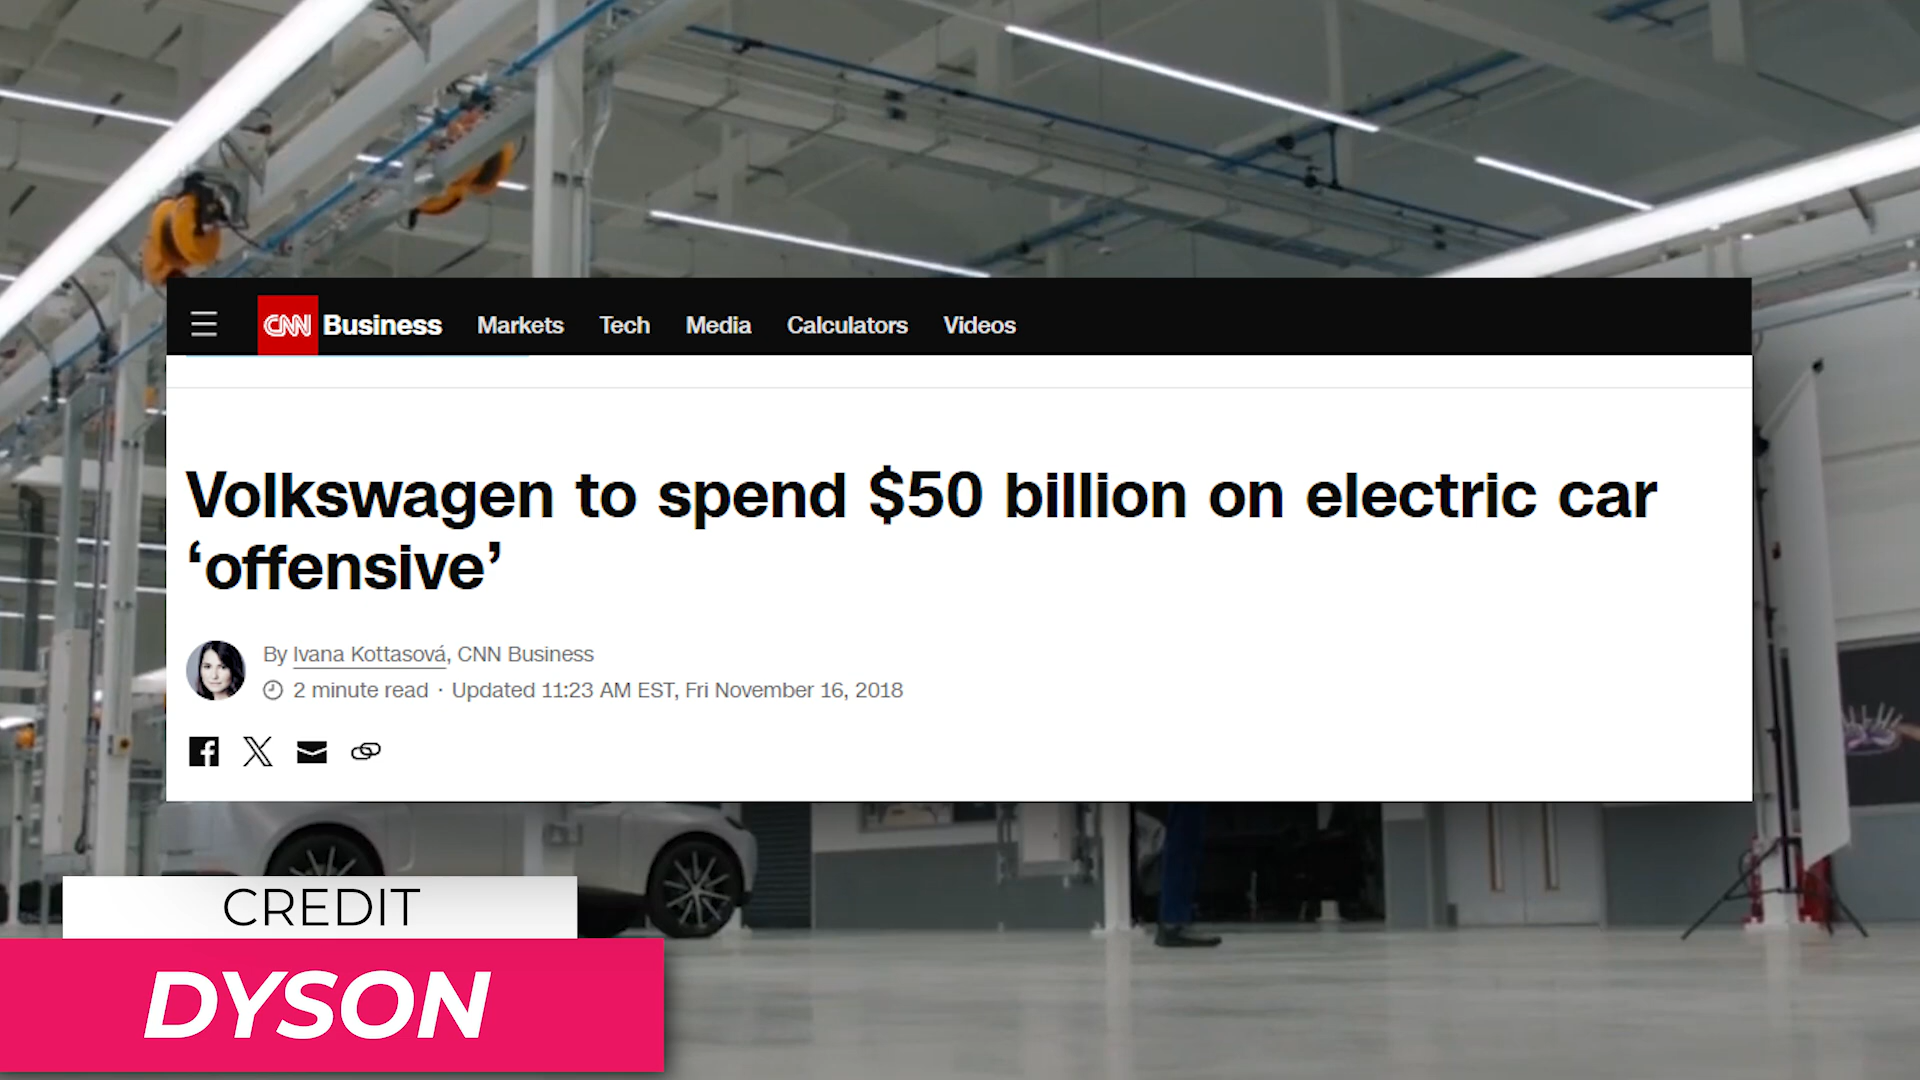 CNN Business Markets Tech Media Calculators Videos
Volkswagen to spend $50 billion on electric car
‘offensive’
By Ivana Kottasová, CNN Business
2 minute read · Updated 11:23 AM EST, Fri November 16, 2018
CREDIT
DYSON